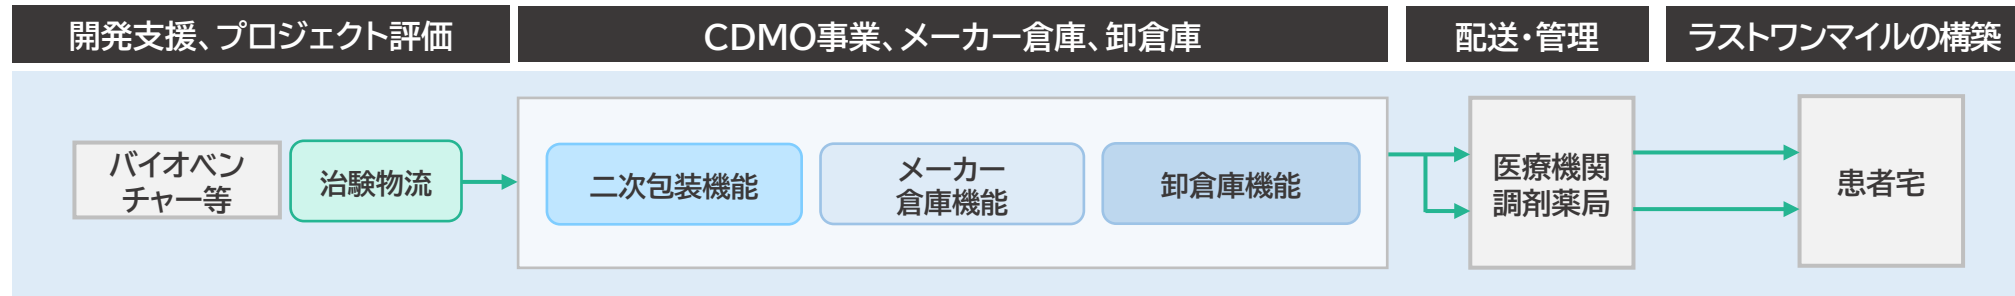 開発支援、プロジェクト評価
CDMO事業、メーカー倉庫、卸倉庫
配送・管理
ラストワンマイルの構築
バイオベン
チャー等
治験物流
二次包装機能
メーカー
倉庫機能
卸倉庫機能
医療機関
調剤薬局
患者宅